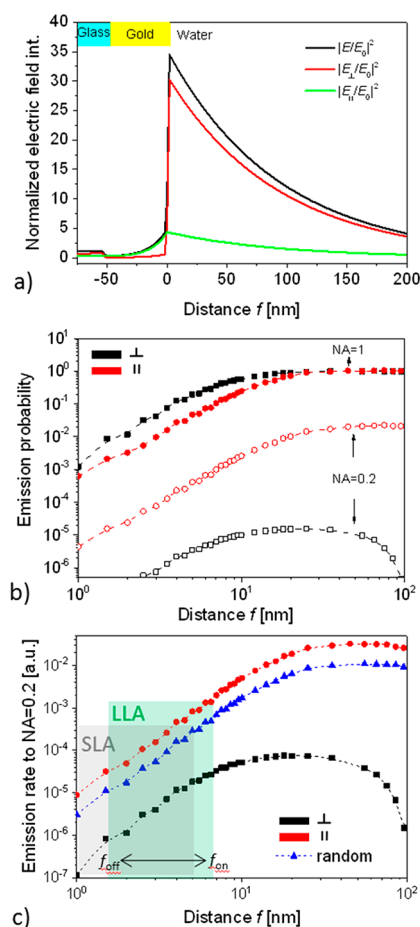 Glass Gold Water
|E/E₀|²
|E⊥/E₀|²
|E||/E₀|²
Normalized electric field int.
40
35
30
25
20
15
10
5
0
-50 0 50 100 150 200
Distance f [nm]
a)
⊥
||
NA=1
NA=0.2
Emission probability
10¹
10⁰
10⁻¹
10⁻²
10⁻³
10⁻⁴
10⁻⁵
10⁻⁶
10⁰ 10¹ 10²
Distance f [nm]
b)
Emission rate to NA=0.2 [a.u.]
10⁻²
10⁻³
10⁻⁴
10⁻⁵
10⁻⁶
10⁻⁷
LLA
SLA
f off f on
⊥
||
random
10⁰ 10¹ 10²
Distance f [nm]
c)